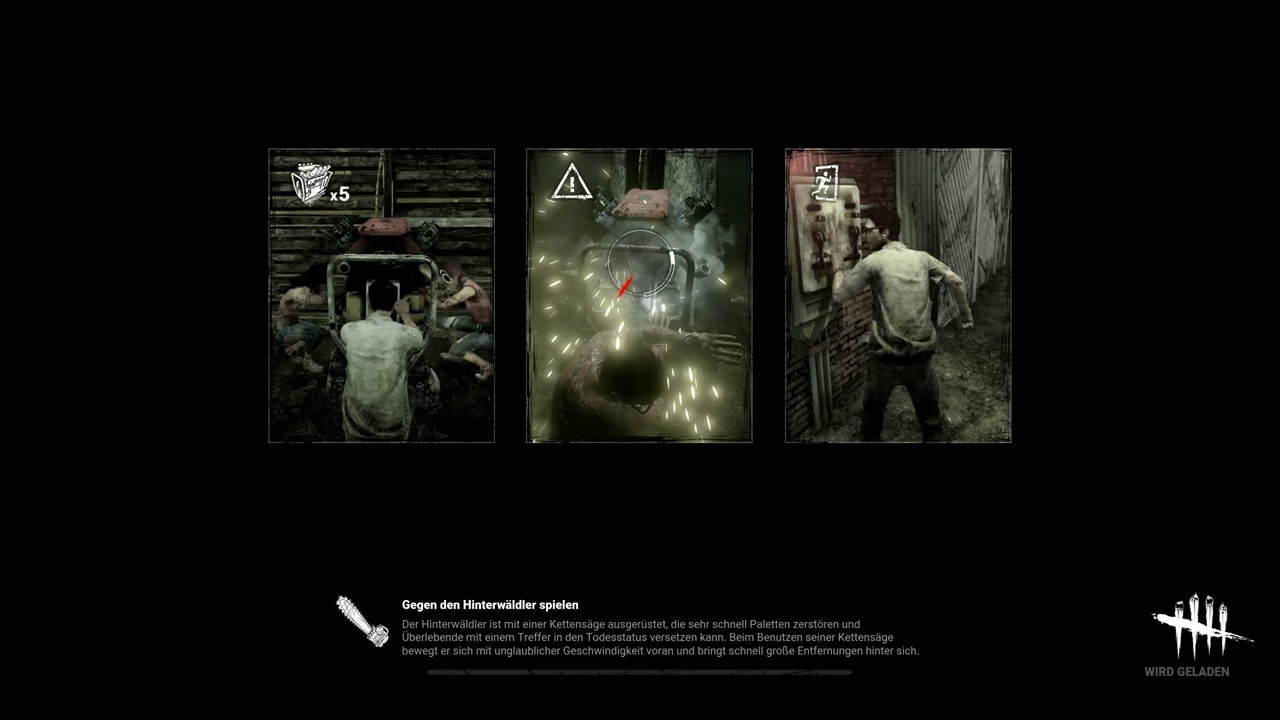 x5
Gegen den Hinterwäldler spielen
Der Hinterwäldler ist mit einer Kettensäge ausgerüstet, die sehr schnell Paletten zerstören und
Überlebende mit einem Treffer in den Todesstatus versetzen kann. Beim Benutzen seiner Kettensäge
bewegt er sich mit unglaublicher Geschwindigkeit voran und bringt schnell große Entfernungen hinter sich.
WIRD GELADEN